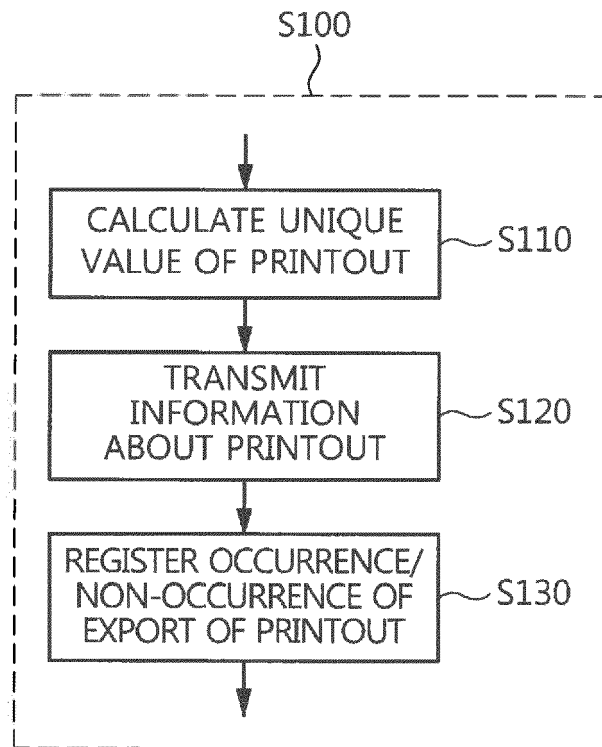 S100
CALCULATE UNIQUE
VALUE OF PRINTOUT
S110
TRANSMIT
INFORMATION
ABOUT PRINTOUT
S120
REGISTER OCCURRENCE/
NON-OCCURRENCE OF
EXPORT OF PRINTOUT
S130